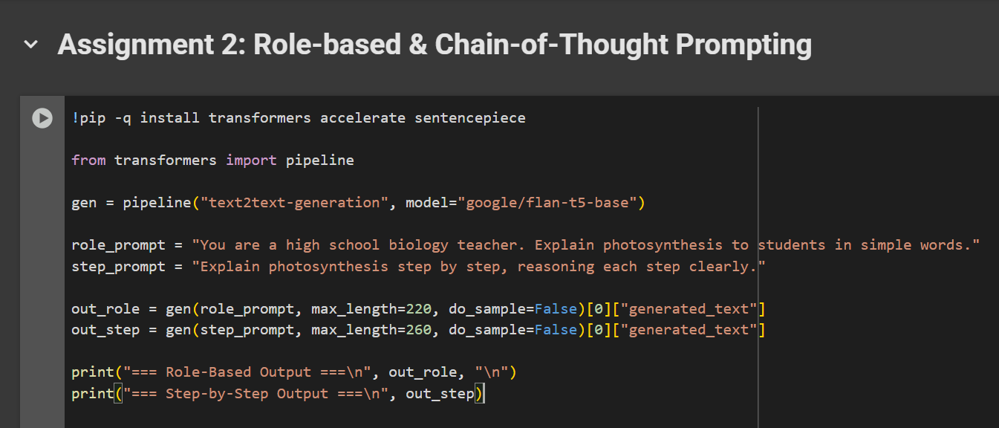 Assignment 2: Role-based & Chain-of-Thought Prompting
!pip -q install transformers accelerate sentencepiece
from transformers import pipeline
gen = pipeline("text2text-generation", model="google/flan-t5-base")
role_prompt = "You are a high school biology teacher. Explain photosynthesis to students in simple words."
step_prompt = "Explain photosynthesis step by step, reasoning each step clearly."
out_role = gen(role_prompt, max_length=220, do_sample=False)[0]["generated_text"]
out_step = gen(step_prompt, max_length=260, do_sample=False)[0]["generated_text"]
print("=== Role-Based Output ===\n", out_role, "\n")
print("=== Step-by-Step Output ===\n", out_step)